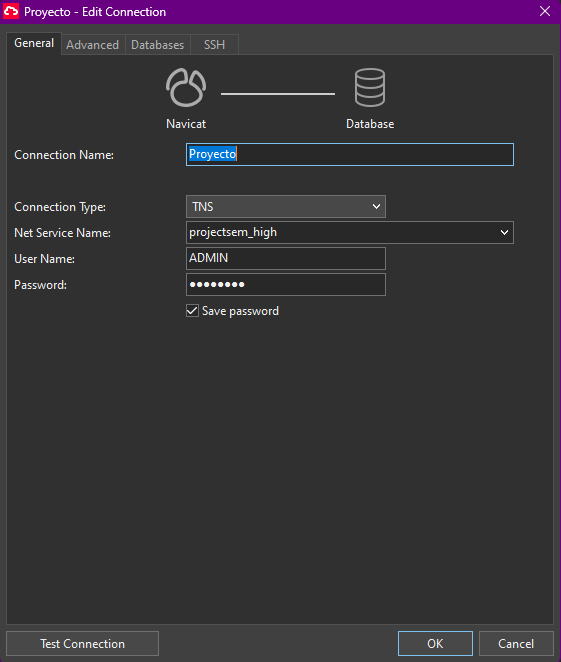 Proyecto - Edit Connection
General Advanced Databases SSH
Navicat Database
Connection Name: Proyecto
Connection Type: TNS
Net Service Name: projectsem_high
User Name: ADMIN
Password: ●●●●●●●●
Save password
Test Connection OK Cancel